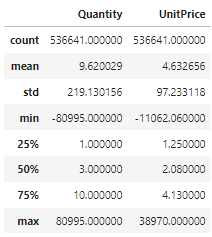 Quantity UnitPrice
count 536641.000000 536641.000000
mean 9.620029 4.632656
std 219.130156 97.233118
min -80995.000000 -11062.060000
25% 1.000000 1.250000
50% 3.000000 2.080000
75% 10.000000 4.130000
max 80995.000000 38970.000000